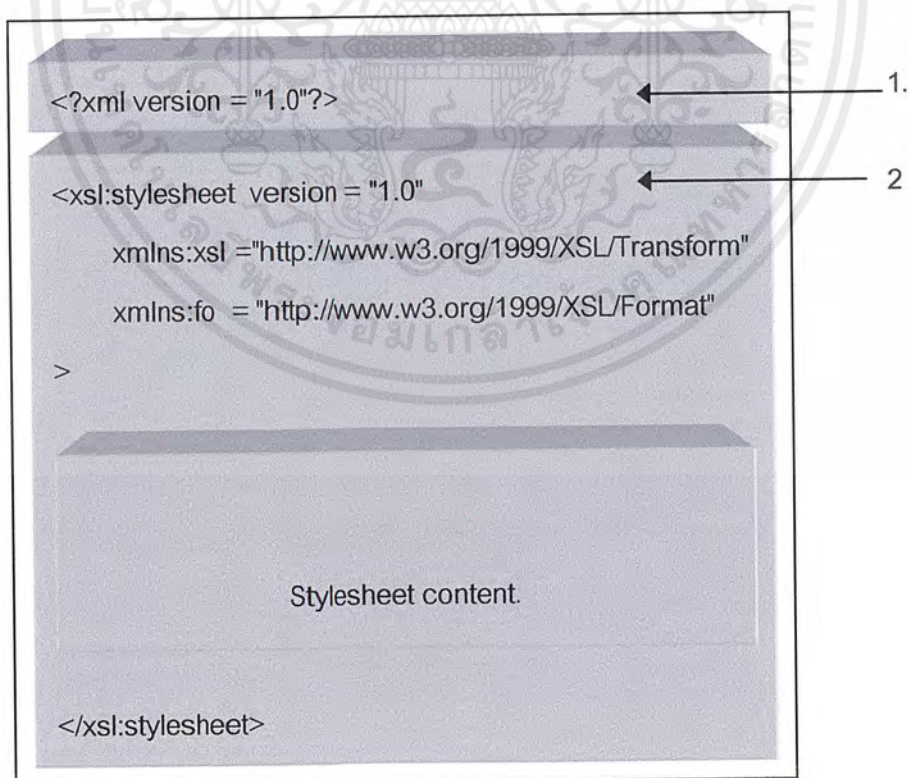 <?xml version = "1.0"?>
1.
<xsl:stylesheet version = "1.0"
2
xmlns:xsl ="http://www.w3.org/1999/XSL/Transform"
xmlns:fo = "http://www.w3.org/1999/XSL/Format"
>
Stylesheet content.
</xsl:stylesheet>